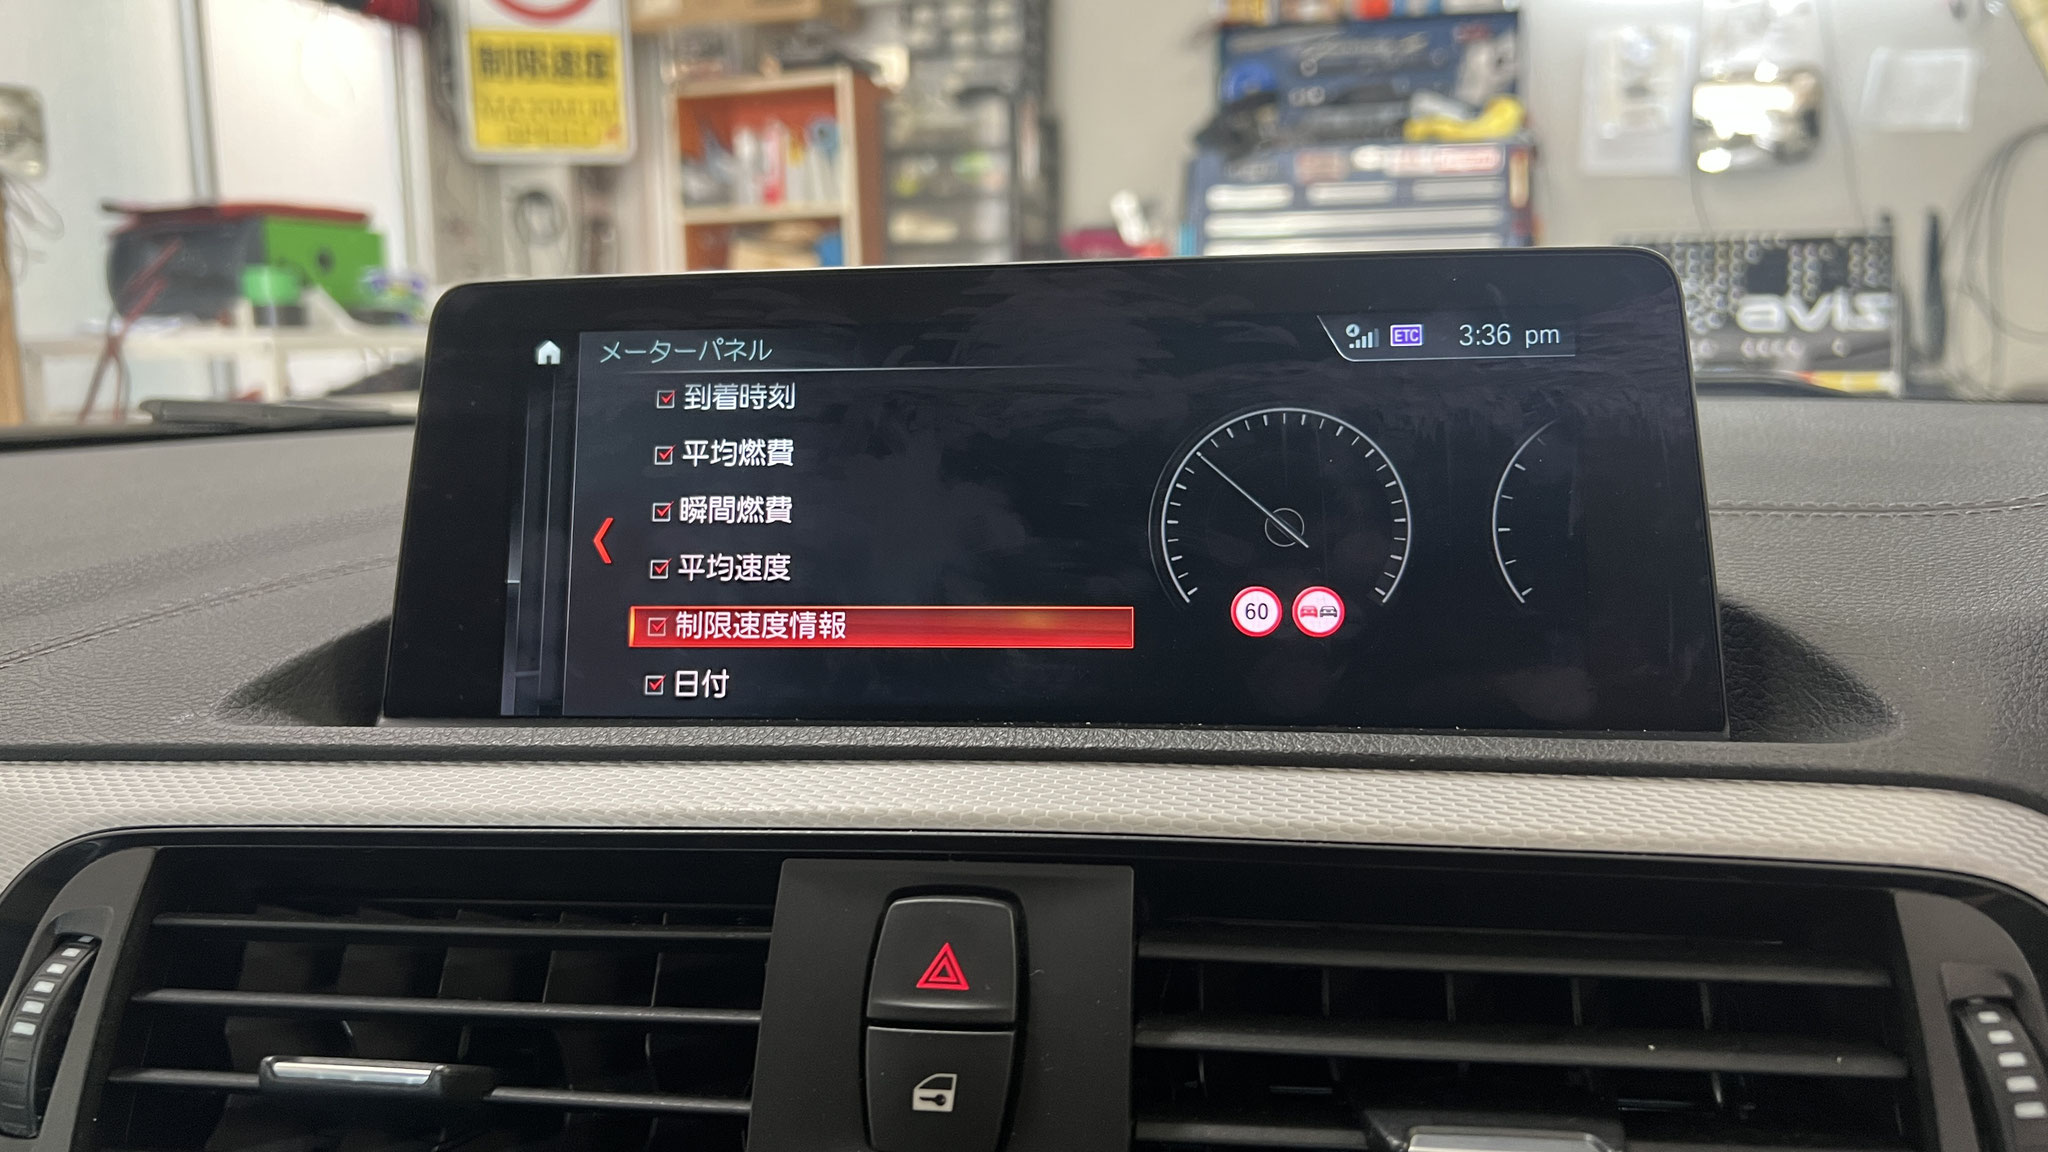 制限速度
メーターパネル
ETC
3:36 pm
到着時刻
平均燃費
瞬間燃費
平均速度
制限速度情報
日付
60
avis